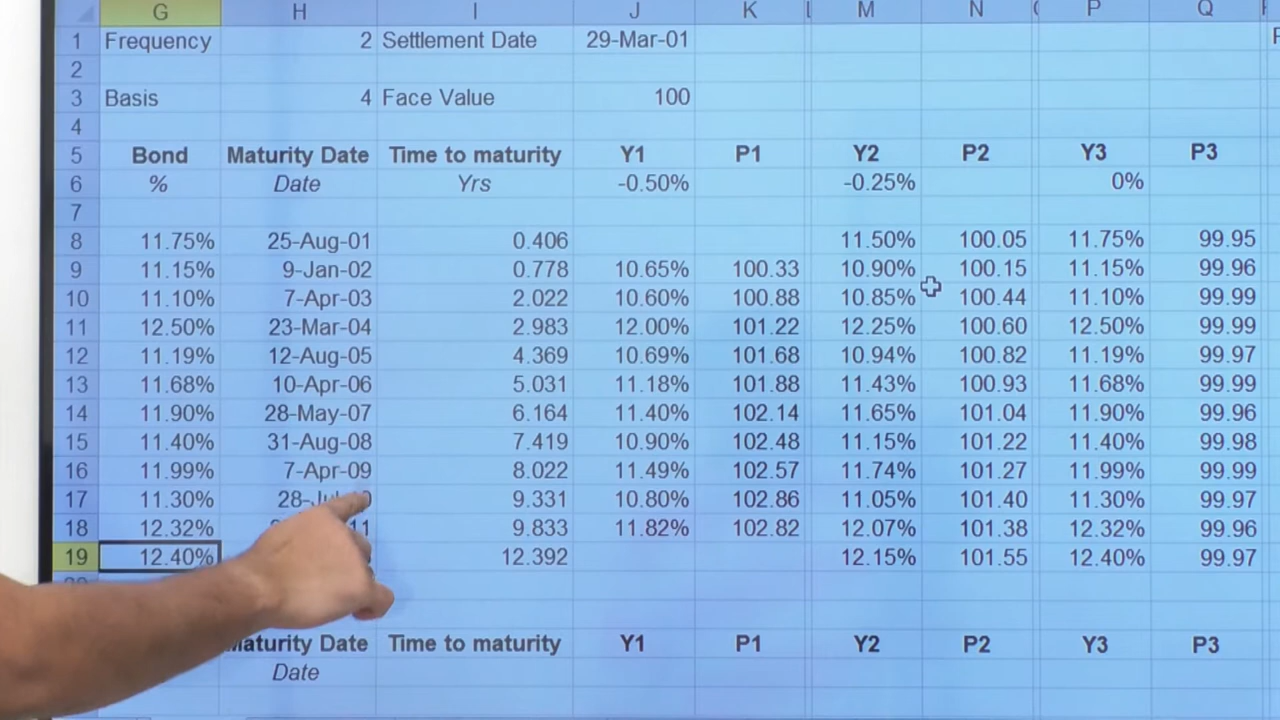 G H I J K L M N O P Q
1 Frequency 2 Settlement Date 29-Mar-01
2
3 Basis 4 Face Value 100
4
5 Bond Maturity Date Time to maturity Y1 P1 Y2 P2 Y3 P3
6 % Date Yrs -0.50% -0.25% 0%
7
8 11.75% 25-Aug-01 0.406 11.50% 100.05 11.75% 99.95
9 11.15% 9-Jan-02 0.778 10.65% 100.33 10.90% 100.15 11.15% 99.96
10 11.10% 7-Apr-03 2.022 10.60% 100.88 10.85% 100.44 11.10% 99.99
11 12.50% 23-Mar-04 2.983 12.00% 101.22 12.25% 100.60 12.50% 99.99
12 11.19% 12-Aug-05 4.369 10.69% 101.68 10.94% 100.82 11.19% 99.97
13 11.68% 10-Apr-06 5.031 11.18% 101.88 11.43% 100.93 11.68% 99.99
14 11.90% 28-May-07 6.164 11.40% 102.14 11.65% 101.04 11.90% 99.96
15 11.40% 31-Aug-08 7.419 10.90% 102.48 11.15% 101.22 11.40% 99.98
16 11.99% 7-Apr-09 8.022 11.49% 102.57 11.74% 101.27 11.99% 99.99
17 11.30% 9.331 10.80% 102.86 11.05% 101.40 11.30% 99.97
18 12.32% 9.833 11.82% 102.82 12.07% 101.38 12.32% 99.96
19 12.40% 12.392 12.15% 101.55 12.40% 99.97
Maturity Date Time to maturity Y1 P1 Y2 P2 Y3 P3
Date